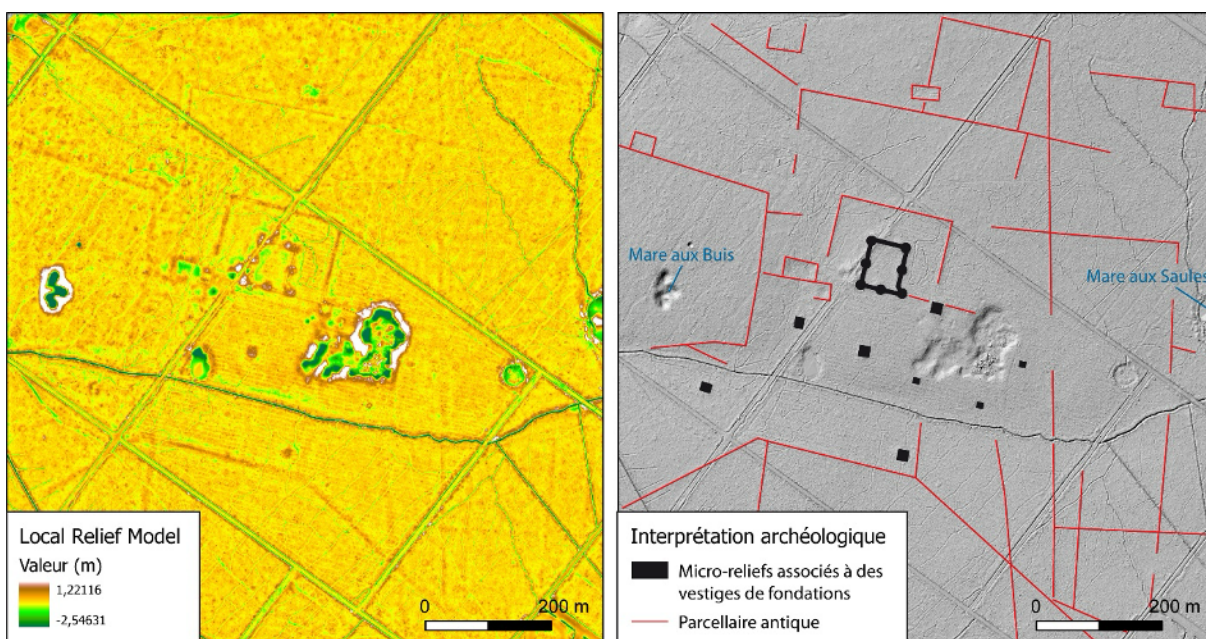 Local Relief Model
Valeur (m)
1,22116
-2,54631
0 200 m
Mare aux Buis
Mare aux Saules
Interprétation archéologique
Micro-reliefs associés à des
vestiges de fondations
Parcellaire antique
0 200 m